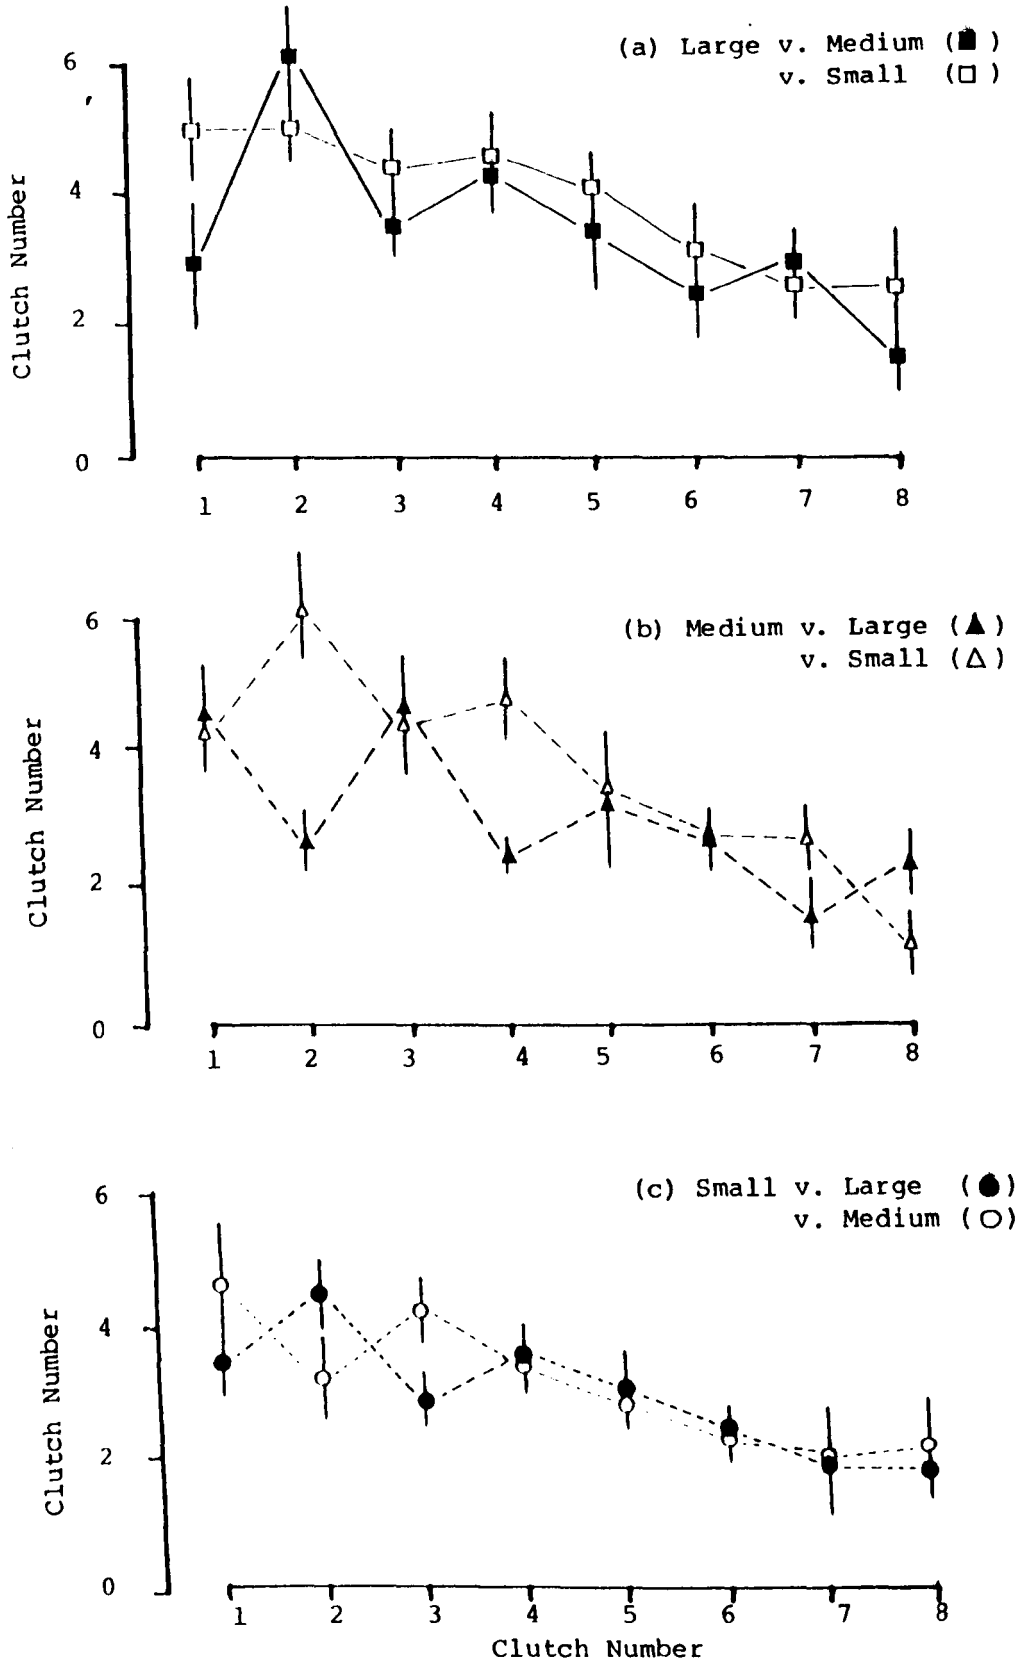 (a) Large v. Medium (■)
v. Small (□)
6
4
2
0
Clutch Number
1 2 3 4 5 6 7 8
(b) Medium v. Large (▲)
v. Small (△)
6
4
2
0
Clutch Number
1 2 3 4 5 6 7 8
(c) Small v. Large (●)
v. Medium (○)
6
4
2
0
Clutch Number
1 2 3 4 5 6 7 8
Clutch Number